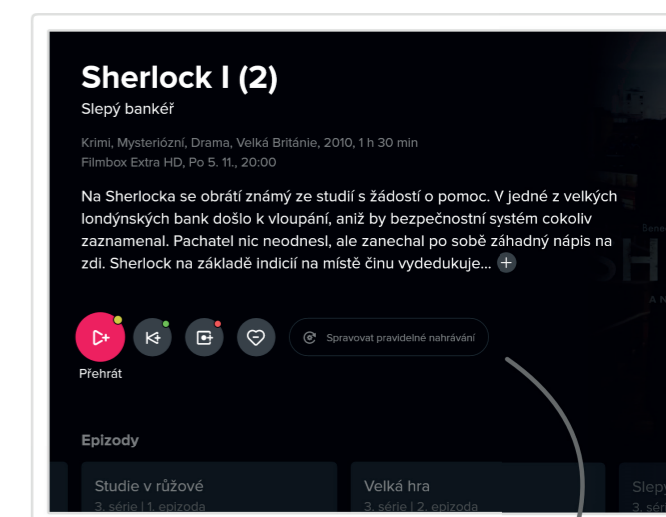 Sherlock I (2)
Slepý bankéř
Krimi, Mysteriózní, Drama, Velká Británie, 2010, 1 h 30 min
Filmbox Extra HD, Po 5. 11., 20:00
Na Sherlocka se obrátí známý ze studií s žádostí o pomoc. V jedné z velkých
londýnských bank došlo k vloupání, aniž by bezpečnostní systém cokoliv
zaznamenal. Pachatel nic neodnesl, ale zanechal po sobě záhadný nápis na
zdi. Sherlock na základě indicií na místě činu vydedukuje...
Spravovat pravidelné nahrávání
Přehrát
Epizody
Studie v růžové
3. série | 1. epizoda
Velká hra
3. série | 2. epizoda